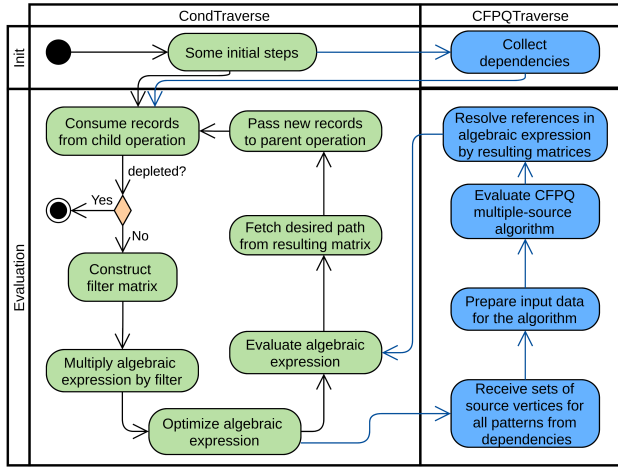 CondTraverse
CFPQTraverse
Init
Some initial steps
Collect
dependencies
Evaluation
Consume records
from child operation
Pass new records
to parent operation
Resolve references in
algebraic expression
by resulting matrices
depleted?
Yes
No
Evaluate CFPQ
multiple-source
algorithm
Fetch desired path
from resulting matrix
Construct
filter matrix
Prepare input data
for the algorithm
Evaluate algebraic
expression
Multiply algebraic
expression by filter
Optimize algebraic
expression
Receive sets of
source vertices for
all patterns from
dependencies